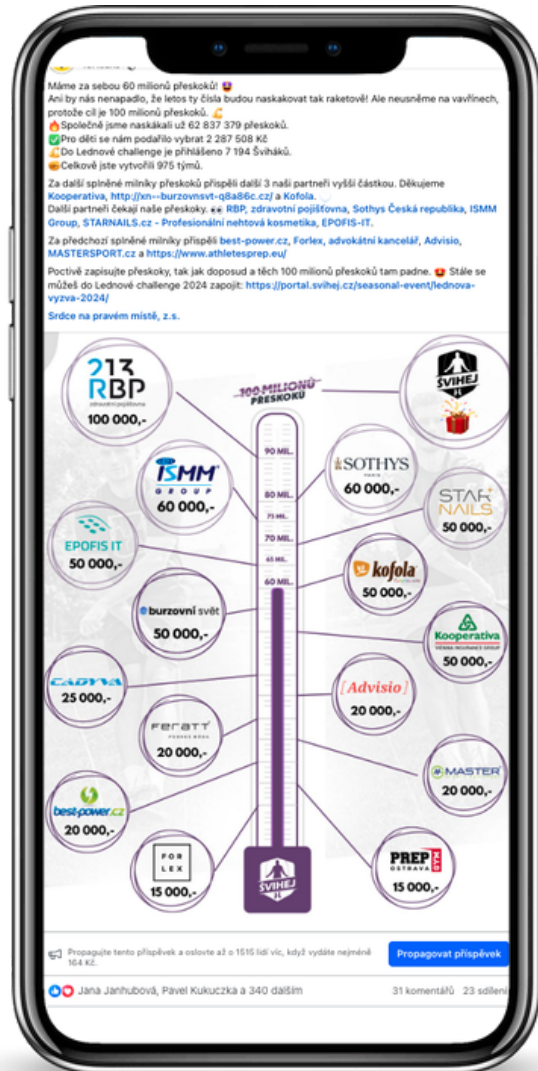 Máme za sebou 60 milionů přeskoků!
Ani by nás nenapadlo, že letos ty čísla budou naskakovat tak raketově! Ale neusněme na vavřínech,
protože cíl je 100 milionů přeskoků.
Společně jsme naskákali už 62 837 379 přeskoků.
Pro děti se nám podařilo vybrat 2 287 508 Kč
Do Lednové challenge je přihlášeno 7 194 Šviháků.
Celkově jste vytvořili 975 týmů.
Za další splněné milníky přeskoků přispěli další 3 naši partneři vyšší částkou. Děkujeme
Kooperativa, http://xn--burzovnsvt-q8a86c.cz/ a Kofola.
Další partneři čekají naše přeskoky. RBP, zdravotní pojišťovna, Sothys Česká republika, ISMM
Group, STARNAILS.cz - Profesionální nehtová kosmetika, EPOFIS-IT.
Za předchozí splněné milníky přispěli best-power.cz, Forlex, advokátní kancelář, Advisio,
MASTERSPORT.cz a https://www.athletesprep.eu/
Poctivě zapisujte přeskoky, tak jak doposud a těch 100 milionů přeskoků tam padne. Stále se
můžeš do Lednové challenge 2024 zapojit: https://portal.svihej.cz/seasonal-event/lednova-
vyzva-2024/
Srdce na pravém místě, z.s.
213
RBP
zdravotní pojišťovna
100 000,-
100 MILIONŮ
PŘESKOKŮ
ŠVIHEJ
90 MIL.
ISMM
GROUP
60 000,-
SOTHYS
PARIS
60 000,-
80 MIL.
75 MIL.
STAR
NAILS
50 000,-
70 MIL.
EPOFIS IT
50 000,-
65 MIL.
60 MIL.
kofola
50 000,-
burzovní svět
50 000,-
Kooperativa
VIENNA INSURANCE GROUP
50 000,-
CADYVA
25 000,-
[Advisio]
20 000,-
FERATT
20 000,-
MASTER
20 000,-
best-power.cz
20 000,-
FOR
LEX
15 000,-
PREP
GYM
OSTRAVA
15 000,-
ŠVIHEJ
Propagujte tento příspěvek a oslovte až o 1515 lidí víc, když vydáte nejméně
164 Kč.
Propagovat příspěvek
Jana Janhubová, Pavel Kukuczka a 340 dalším
31 komentářů 23 sdílení